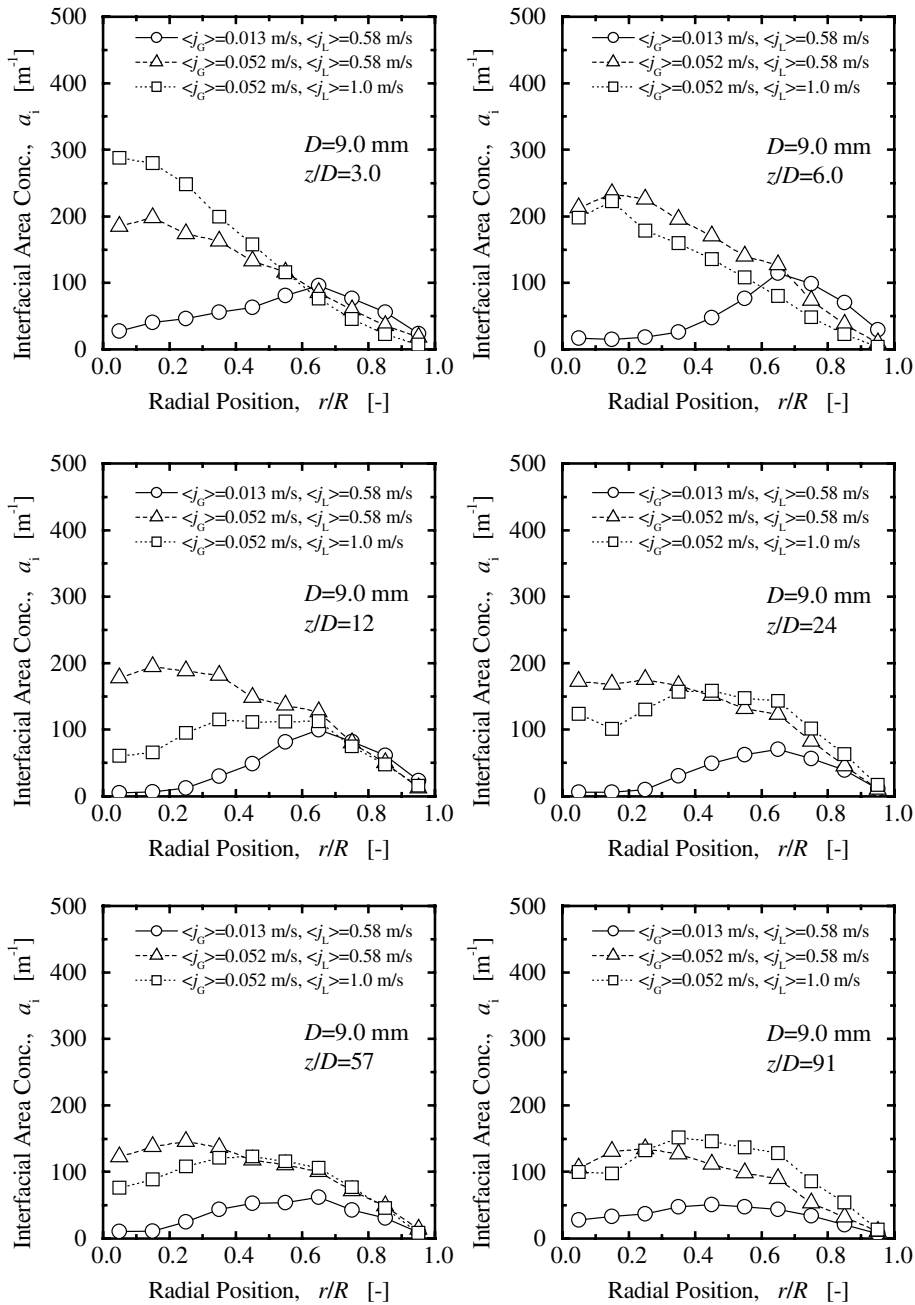 500
400
300
200
100
0
Interfacial Area Conc., a_i [m⁻¹]
<j_G>=0.013 m/s, <j_L>=0.58 m/s
<j_G>=0.052 m/s, <j_L>=0.58 m/s
<j_G>=0.052 m/s, <j_L>=1.0 m/s
D=9.0 mm
z/D=3.0
0.0 0.2 0.4 0.6 0.8 1.0
Radial Position, r/R [-]
500
400
300
200
100
0
Interfacial Area Conc., a_i [m⁻¹]
<j_G>=0.013 m/s, <j_L>=0.58 m/s
<j_G>=0.052 m/s, <j_L>=0.58 m/s
<j_G>=0.052 m/s, <j_L>=1.0 m/s
D=9.0 mm
z/D=6.0
0.0 0.2 0.4 0.6 0.8 1.0
Radial Position, r/R [-]
500
400
300
200
100
0
Interfacial Area Conc., a_i [m⁻¹]
<j_G>=0.013 m/s, <j_L>=0.58 m/s
<j_G>=0.052 m/s, <j_L>=0.58 m/s
<j_G>=0.052 m/s, <j_L>=1.0 m/s
D=9.0 mm
z/D=12
0.0 0.2 0.4 0.6 0.8 1.0
Radial Position, r/R [-]
500
400
300
200
100
0
Interfacial Area Conc., a_i [m⁻¹]
<j_G>=0.013 m/s, <j_L>=0.58 m/s
<j_G>=0.052 m/s, <j_L>=0.58 m/s
<j_G>=0.052 m/s, <j_L>=1.0 m/s
D=9.0 mm
z/D=24
0.0 0.2 0.4 0.6 0.8 1.0
Radial Position, r/R [-]
500
400
300
200
100
0
Interfacial Area Conc., a_i [m⁻¹]
<j_G>=0.013 m/s, <j_L>=0.58 m/s
<j_G>=0.052 m/s, <j_L>=0.58 m/s
<j_G>=0.052 m/s, <j_L>=1.0 m/s
D=9.0 mm
z/D=57
0.0 0.2 0.4 0.6 0.8 1.0
Radial Position, r/R [-]
500
400
300
200
100
0
Interfacial Area Conc., a_i [m⁻¹]
<j_G>=0.013 m/s, <j_L>=0.58 m/s
<j_G>=0.052 m/s, <j_L>=0.58 m/s
<j_G>=0.052 m/s, <j_L>=1.0 m/s
D=9.0 mm
z/D=91
0.0 0.2 0.4 0.6 0.8 1.0
Radial Position, r/R [-]